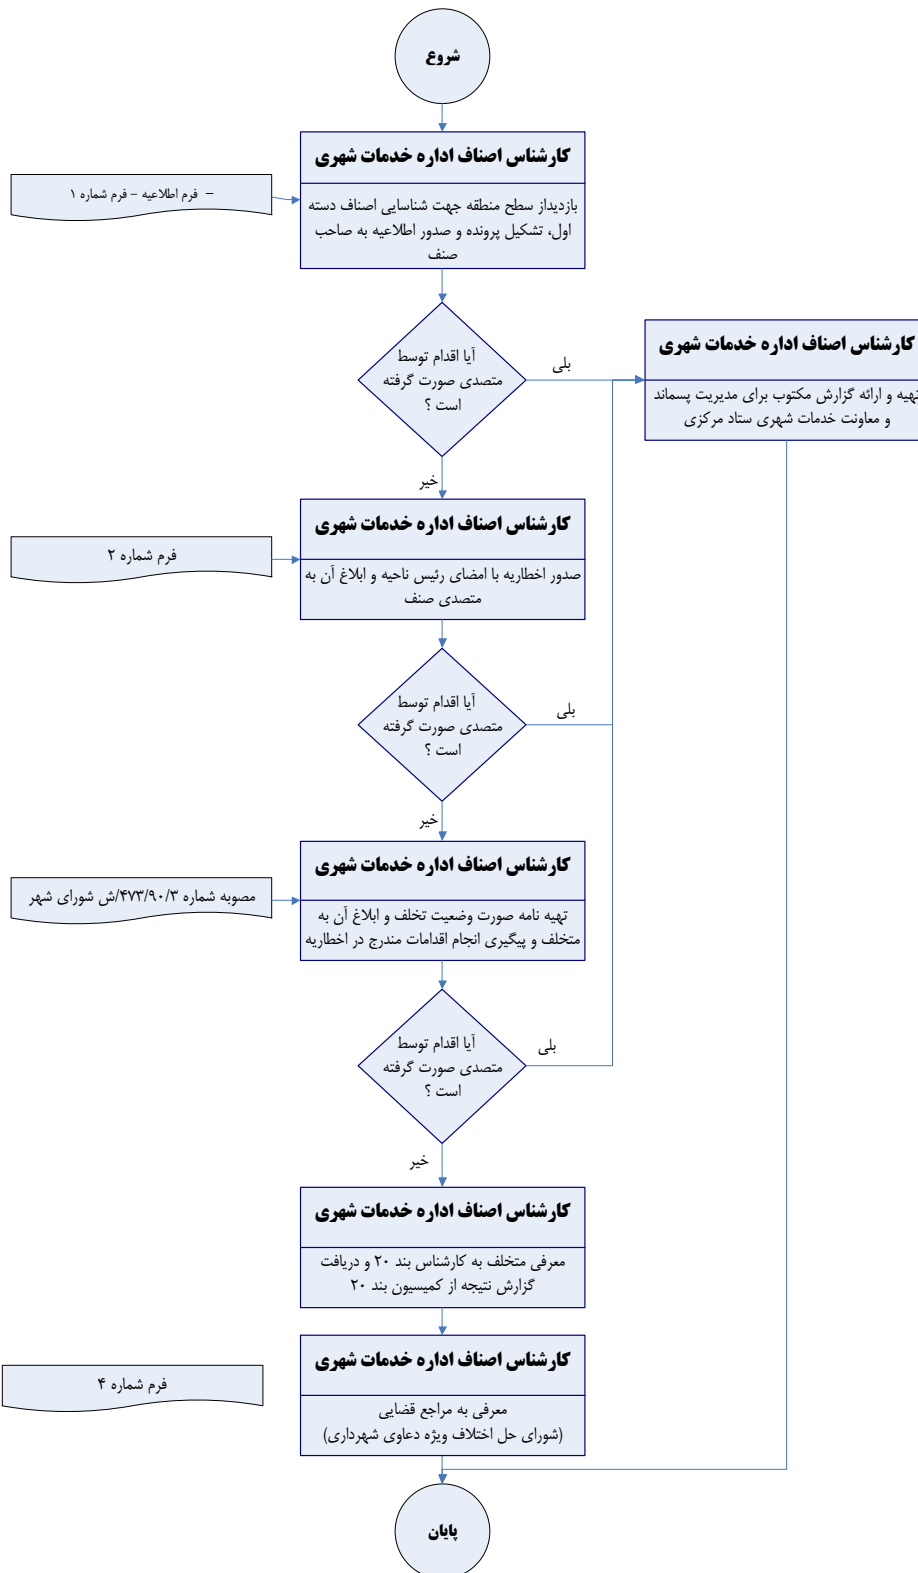 شروع
کارشناس اصناف اداره خدمات شهری
– فرم اطلاعیه – فرم شماره ۱
بازدیداز سطح منطقه جهت شناسایی اصناف دسته
اول، تشکیل پرونده و صدور اطلاعیه به صاحب
صنف
آیا اقدام توسط
متصدی صورت گرفته
است ؟
بلی
کارشناس اصناف اداره خدمات شهری
تهیه و ارائه گزارش مکتوب برای مدیریت پسماند
و معاونت خدمات شهری ستاد مرکزی
خیر
کارشناس اصناف اداره خدمات شهری
فرم شماره ۲
صدور اخطاریه با امضای رئیس ناحیه و ابلاغ آن به
متصدی صنف
آیا اقدام توسط
متصدی صورت گرفته
است ؟
بلی
خیر
کارشناس اصناف اداره خدمات شهری
مصوبه شماره ۴۷۳/۹۰/۳/ش شورای شهر
تهیه نامه صورت وضعیت تخلف و ابلاغ آن به
متخلف و پیگیری انجام اقدامات مندرج در اخطاریه
آیا اقدام توسط
متصدی صورت گرفته
است ؟
بلی
خیر
کارشناس اصناف اداره خدمات شهری
معرفی متخلف به کارشناس بند ۲۰ و دریافت
گزارش نتیجه از کمیسیون بند ۲۰
کارشناس اصناف اداره خدمات شهری
فرم شماره ۴
معرفی به مراجع قضایی
(شورای حل اختلاف ویژه دعاوی شهرداری)
پایان